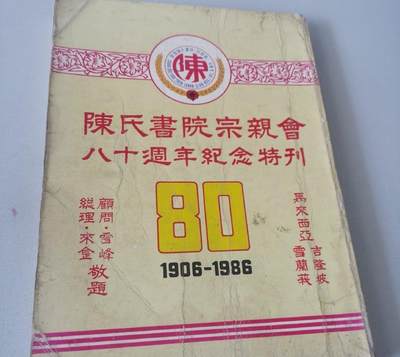 陳
陳氏書院宗親會
八十週年紀念特刊
80
1906-1986
馬來西亞
吉隆坡
雪蘭莪
顧問·雪峰
總理·來金
敬題